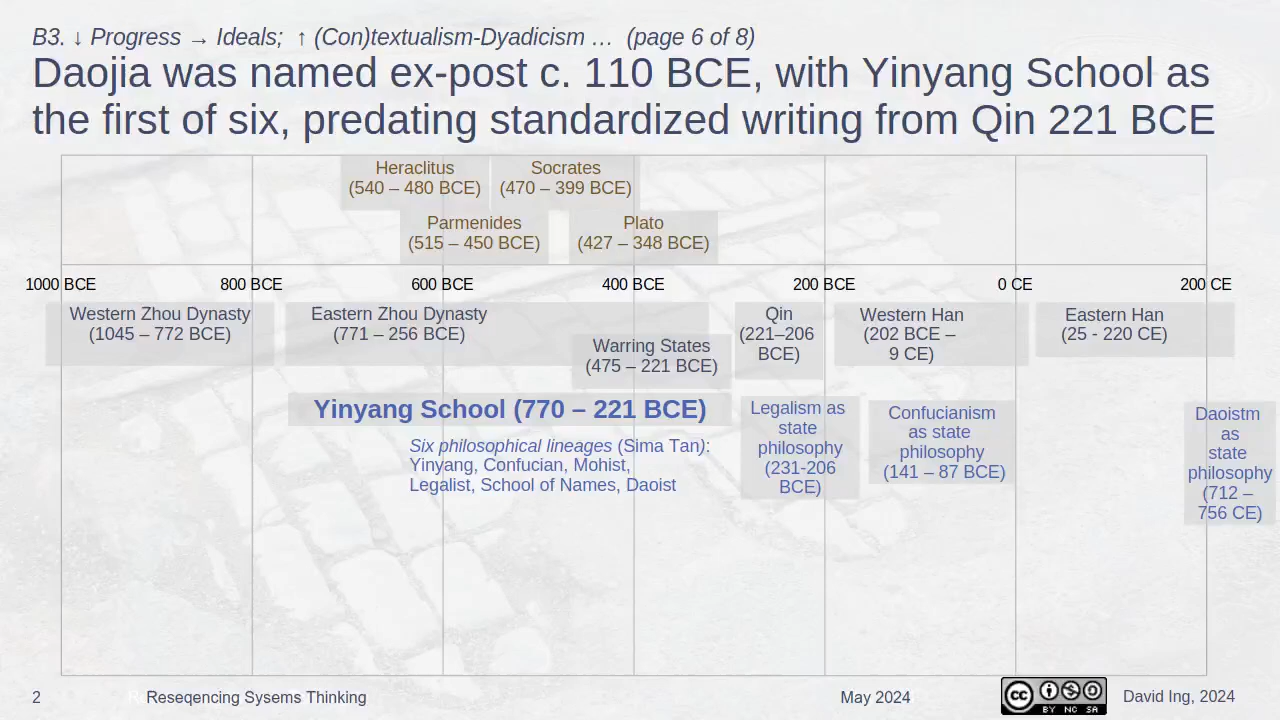 B3. ↓ Progress → Ideals;  ↑ (Con)textualism-Dyadicism …  (page 6 of 8)
Daojia was named ex-post c. 110 BCE, with Yinyang School as
the first of six, predating standardized writing from Qin 221 BCE
Heraclitus
(540 – 480 BCE)
Socrates
(470 – 399 BCE)
Parmenides
(515 – 450 BCE)
Plato
(427 – 348 BCE)
1000 BCE
800 BCE
600 BCE
400 BCE
200 BCE
0 CE
200 CE
Western Zhou Dynasty
(1045 – 772 BCE)
Eastern Zhou Dynasty
(771 – 256 BCE)
Warring States
(475 – 221 BCE)
Qin
(221–206
BCE)
Western Han
(202 BCE –
9 CE)
Eastern Han
(25 - 220 CE)
Yinyang School (770 – 221 BCE)
Six philosophical lineages (Sima Tan):
Yinyang, Confucian, Mohist,
Legalist, School of Names, Daoist
Legalism as
state
philosophy
(231-206
BCE)
Confucianism
as state
philosophy
(141 – 87 BCE)
Daoistm
as
state
philosophy
(712 –
756 CE)
2
Reseqencing Sysems Thinking
May 2024
cc
BY NC SA
David Ing, 2024